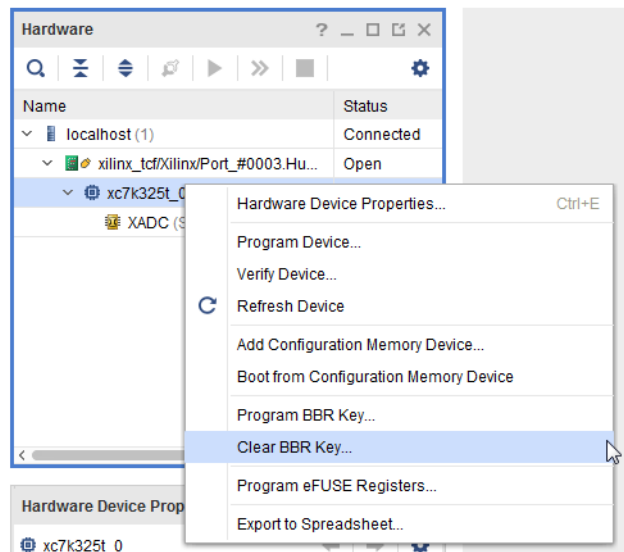 Hardware
Name Status
localhost (1) Connected
xilinx_tcf/Xilinx/Port_#0003.Hu... Open
xc7k325t_0
XADC (S
Hardware Device Properties... Ctrl+E
Program Device...
Verify Device...
Refresh Device
Add Configuration Memory Device...
Boot from Configuration Memory Device
Program BBR Key...
Clear BBR Key...
Program eFUSE Registers...
Export to Spreadsheet...
Hardware Device Prop
xc7k325t_0